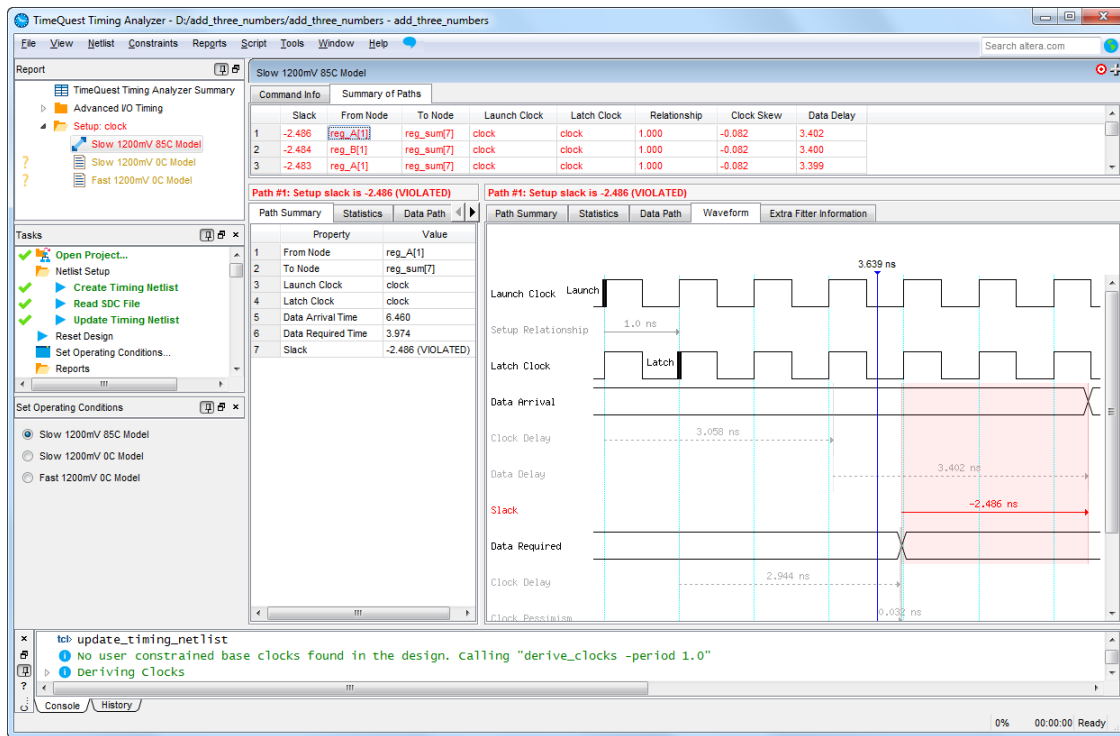 TimeQuest Timing Analyzer - D:/add_three_numbers/add_three_numbers - add_three_numbers
File View Netlist Constraints Reports Script Tools Window Help
Search altera.com
Report
TimeQuest Timing Analyzer Summary
Advanced I/O Timing
Setup: clock
Slow 1200mV 85C Model
? Slow 1200mV 0C Model
? Fast 1200mV 0C Model
Slow 1200mV 85C Model
Command Info Summary of Paths
Slack From Node To Node Launch Clock Latch Clock Relationship Clock Skew Data Delay
1 -2.486 reg_A[1] reg_sum[7] clock clock 1.000 -0.082 3.402
2 -2.484 reg_B[1] reg_sum[7] clock clock 1.000 -0.082 3.400
3 -2.483 reg_A[1] reg_sum[7] clock clock 1.000 -0.082 3.399
Tasks
Open Project...
Netlist Setup
Create Timing Netlist
Read SDC File
Update Timing Netlist
Reset Design
Set Operating Conditions...
Reports
Set Operating Conditions
Slow 1200mV 85C Model
Slow 1200mV 0C Model
Fast 1200mV 0C Model
Path #1: Setup slack is -2.486 (VIOLATED)
Path Summary Statistics Data Path
Property Value
1 From Node reg_A[1]
2 To Node reg_sum[7]
3 Launch Clock clock
4 Latch Clock clock
5 Data Arrival Time 6.460
6 Data Required Time 3.974
7 Slack -2.486 (VIOLATED)
Path #1: Setup slack is -2.486 (VIOLATED)
Path Summary Statistics Data Path Waveform Extra Fitter Information
3.639 ns
Launch Clock Launch
Setup Relationship 1.0 ns
Latch Clock Latch
Data Arrival
Clock Delay 3.058 ns
Data Delay 3.402 ns
Slack -2.486 ns
Data Required
Clock Delay 2.944 ns
Clock Pessimism 0.032 ns
tcl> update_timing_netlist
No user constrained base clocks found in the design. Calling "derive_clocks -period 1.0"
Deriving Clocks
Console History
0% 00:00:00 Ready